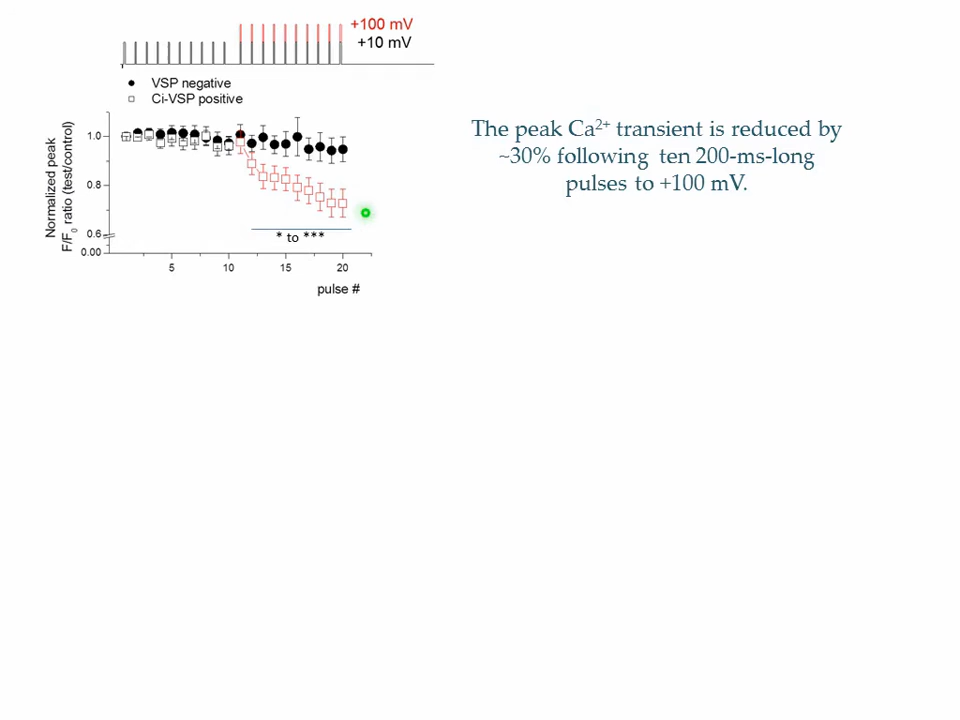 +100 mV
+10 mV
VSP negative
Ci-VSP positive
Normalized peak
F/F₀ ratio (test/control)
1.0
0.8
0.6
0.00
* to ***
5 10 15 20
pulse #
The peak Ca²⁺ transient is reduced by
~30% following ten 200-ms-long
pulses to +100 mV.